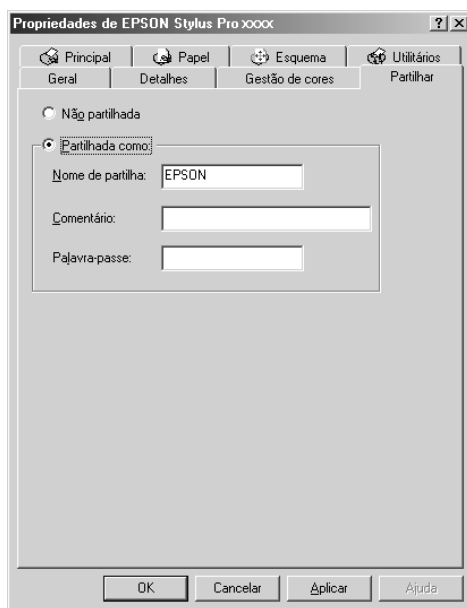 Propriedades de EPSON Stylus Pro xxxx
Principal Papel Esquema Utilitários
Geral Detalhes Gestão de cores Partilhar
Não partilhada
Partilhada como:
Nome de partilha: EPSON
Comentário:
Palavra-passe:
OK Cancelar Aplicar Ajuda